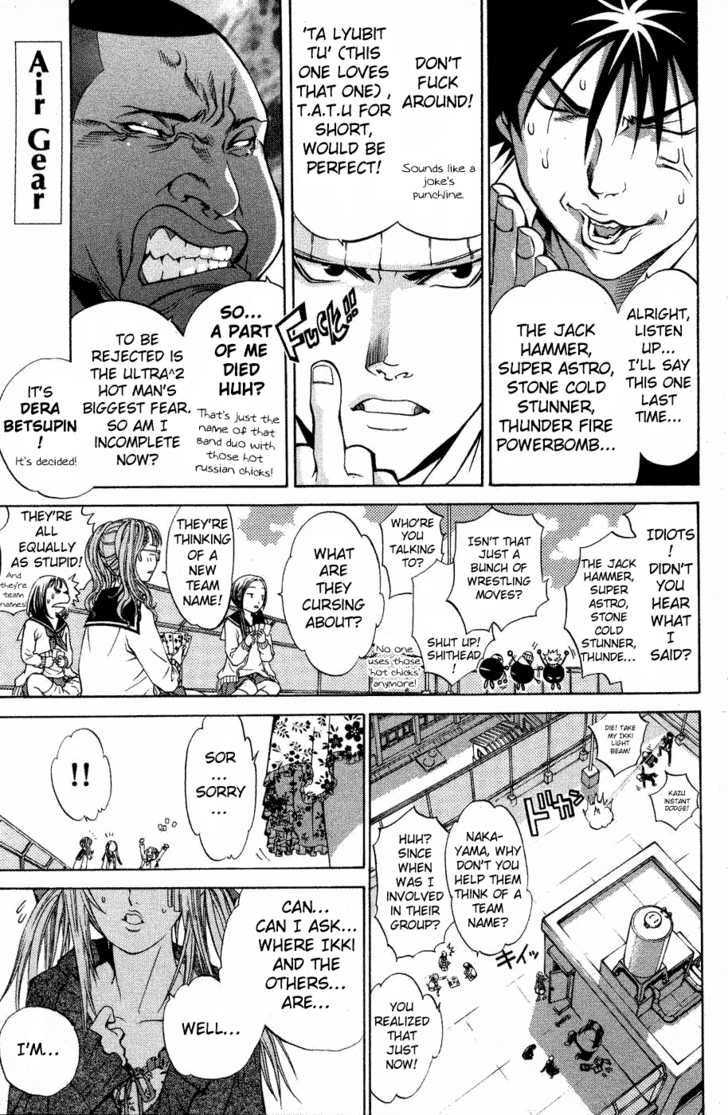 Air Gear
ALRIGHT,
LISTEN
UP...
I'LL SAY
THIS ONE
LAST
TIME...
THE JACK
HAMMER,
SUPER ASTRO,
STONE COLD
STUNNER,
THUNDER FIRE
POWERBOMB...
DON'T
FUCK
AROUND!
Sounds like a
joke's
punchline.
'TA LYUBIT
TU' (THIS
ONE LOVES
THAT ONE) ,
T.A.T.U FOR
SHORT,
WOULD BE
PERFECT!
Fuck!!
SO...
A PART
OF ME
DIED
HUH?
That's just the
name of that
band duo with
those hot
russian chicks!
TO BE
REJECTED IS
THE ULTRA^2
HOT MAN'S
BIGGEST FEAR.
SO AM I
INCOMPLETE
NOW?
IT'S
DERA
BETSUPIN
!
It's decided!
IDIOTS
!
DIDN'T
YOU
HEAR
WHAT
I
SAID?
THE JACK
HAMMER,
SUPER
ASTRO,
STONE
COLD
STUNNER,
THUNDE...
ISN'T THAT
JUST A
BUNCH OF
WRESTLING
MOVES?
SHUT UP!
SHITHEAD
!
WHO'RE
YOU
TALKING
TO?
No one
uses those
'hot chicks'
anymore!
WHAT
ARE
THEY
CURSING
ABOUT?
THEY'RE
THINKING
OF A
NEW
TEAM
NAME!
THEY'RE
ALL
EQUALLY
AS STUPID!
And
they're
team
names!
DIE! TAKE
MY IKKI
LIGHT
BEAM!
KAZU
INSTANT
DODGE!
ドカン
NAKA-
YAMA, WHY
DON'T YOU
HELP THEM
THINK OF A
TEAM
NAME?
HUH?
SINCE
WHEN
WAS I
INVOLVED
IN THEIR
GROUP?
キィッ
YOU
REALIZED
THAT
JUST
NOW!
SOR
...
SORRY
...
!!
CAN...
CAN I ASK...
WHERE IKKI
AND THE
OTHERS...
ARE...
WELL...
I'M...